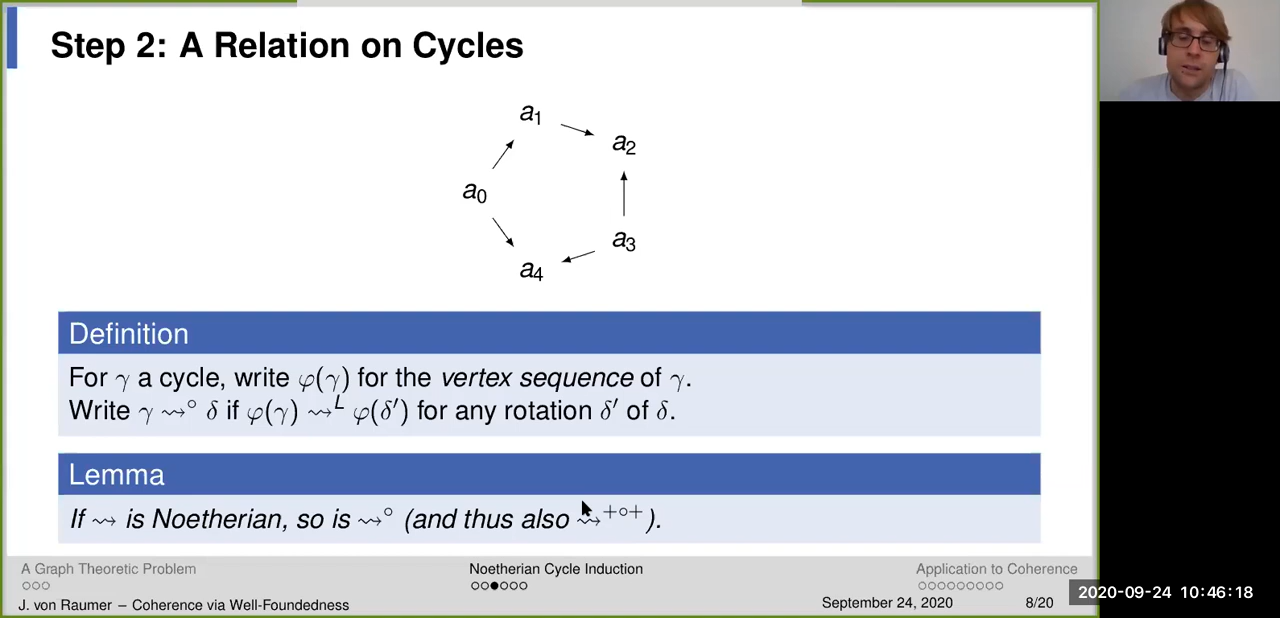 Step 2: A Relation on Cycles
a₁
a₂
a₀
a₃
a₄
Definition
For γ a cycle, write φ(γ) for the vertex sequence of γ.
Write γ ⇝° δ if φ(γ) ⇝ᴸ φ(δ′) for any rotation δ′ of δ.
Lemma
If ⇝ is Noetherian, so is ⇝° (and thus also ⇝⁺°⁺).
A Graph Theoretic Problem
Noetherian Cycle Induction
Application to Coherence
J. von Raumer – Coherence via Well-Foundedness
September 24, 2020
8/20
2020-09-24 10:46:18